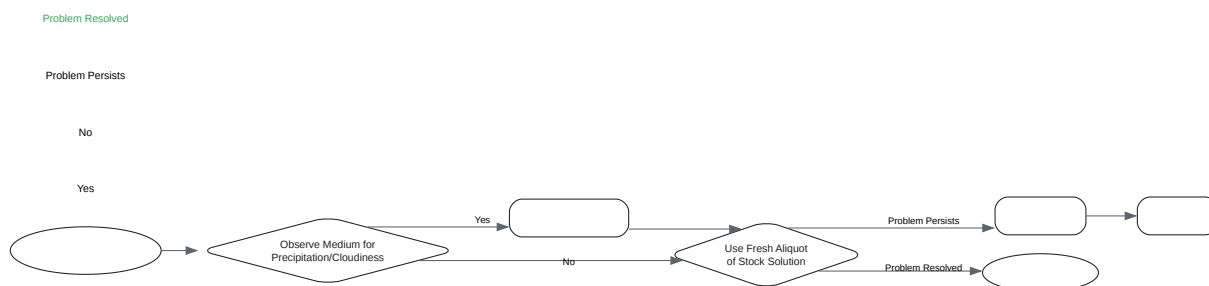 Problem Resolved
Problem Persists
No
Yes
Observe Medium for
Precipitation/Cloudiness
Yes
No
Use Fresh Aliquot
of Stock Solution
Problem Persists
Problem Resolved